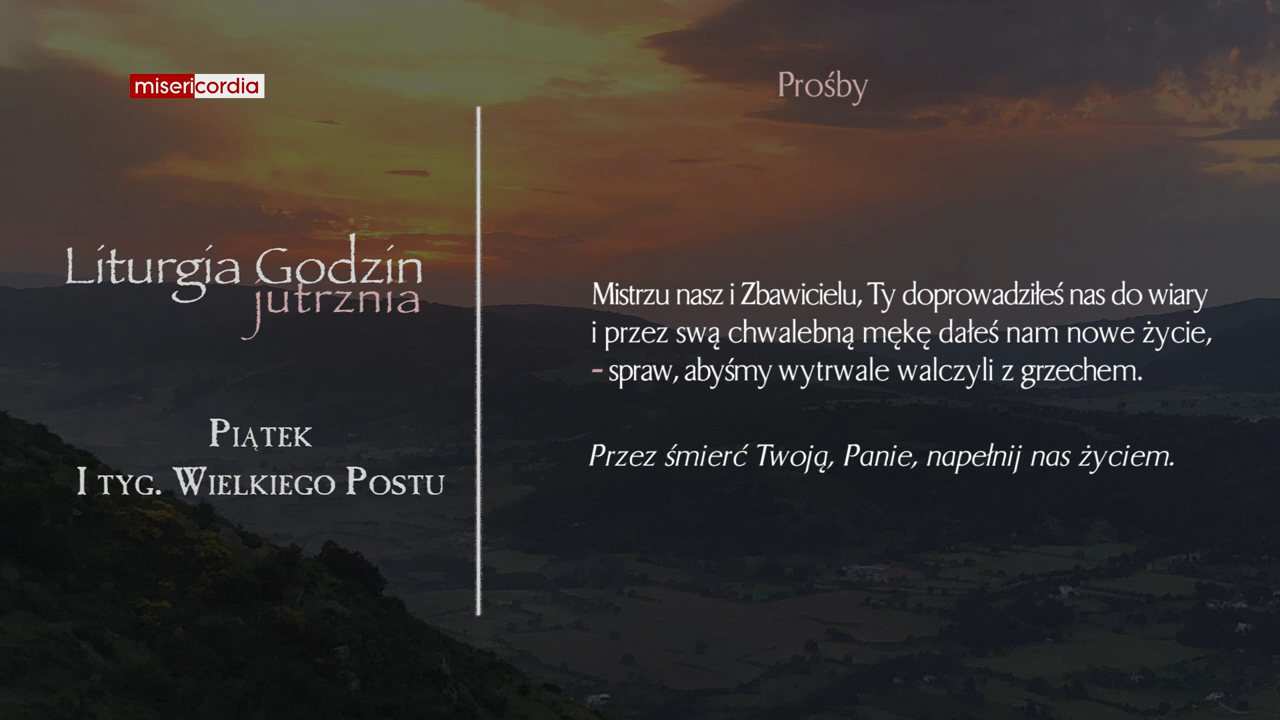 misericordia
Liturgia Godzin
jutrznia
Piątek
I tyg. Wielkiego Postu
Prośby
Mistrzu nasz i Zbawicielu, Ty doprowadziłeś nas do wiary
i przez swą chwalebną mękę dałeś nam nowe życie,
- spraw, abyśmy wytrwale walczyli z grzechem.
Przez śmierć Twoją, Panie, napełnij nas życiem.